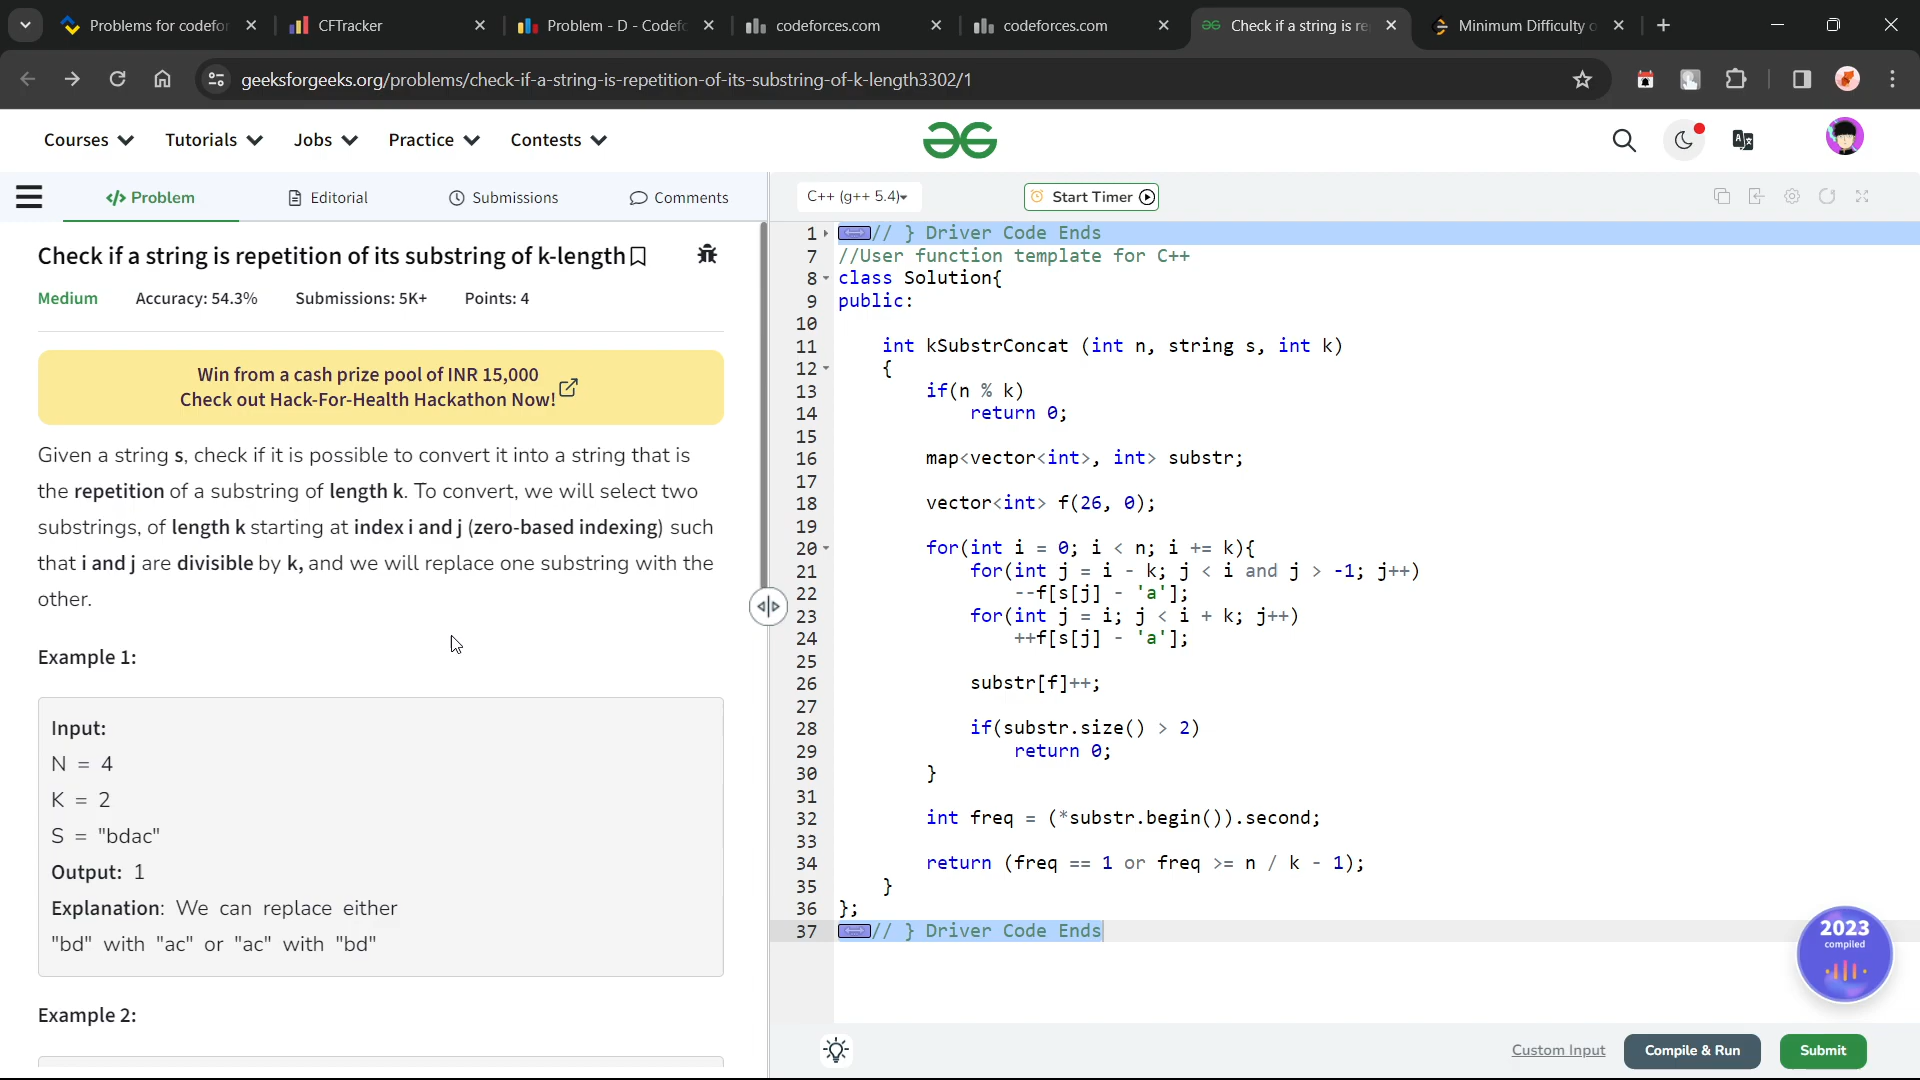 Problems for codefor
CFTracker
Problem - D - Codefo
codeforces.com
codeforces.com
Check if a string is re
Minimum Difficulty o
geeksforgeeks.org/problems/check-if-a-string-is-repetition-of-its-substring-of-k-length3302/1
Courses
Tutorials
Jobs
Practice
Contests
</> Problem
Editorial
Submissions
Comments
C++ (g++ 5.4)
Start Timer
Check if a string is repetition of its substring of k-length
Medium
Accuracy: 54.3%
Submissions: 5K+
Points: 4
Win from a cash prize pool of INR 15,000
Check out Hack-For-Health Hackathon Now!
Given a string s, check if it is possible to convert it into a string that is
the repetition of a substring of length k. To convert, we will select two
substrings, of length k starting at index i and j (zero-based indexing) such
that i and j are divisible by k, and we will replace one substring with the
other.
Example 1:
Input:
N = 4
K = 2
S = "bdac"
Output: 1
Explanation: We can replace either
"bd" with "ac" or "ac" with "bd"
Example 2:
1 // } Driver Code Ends
7 //User function template for C++
8 class Solution{
9 public:
10
11 int kSubstrConcat (int n, string s, int k)
12 {
13 if(n % k)
14 return 0;
15
16 map<vector<int>, int> substr;
17
18 vector<int> f(26, 0);
19
20 for(int i = 0; i < n; i += k){
21 for(int j = i - k; j < i and j > -1; j++)
22 --f[s[j] - 'a'];
23 for(int j = i; j < i + k; j++)
24 ++f[s[j] - 'a'];
25
26 substr[f]++;
27
28 if(substr.size() > 2)
29 return 0;
30 }
31
32 int freq = (*substr.begin()).second;
33
34 return (freq == 1 or freq >= n / k - 1);
35 }
36 };
37 // } Driver Code Ends
2023
compiled
Custom Input
Compile & Run
Submit